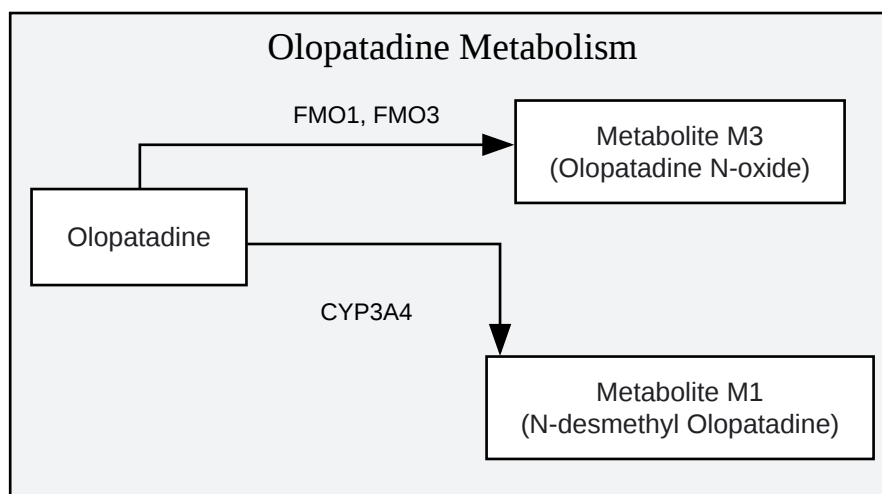 Olopatadine Metabolism
FMO1, FMO3
Metabolite M3
(Olopatadine N-oxide)
Olopatadine
CYP3A4
Metabolite M1
(N-desmethyl Olopatadine)